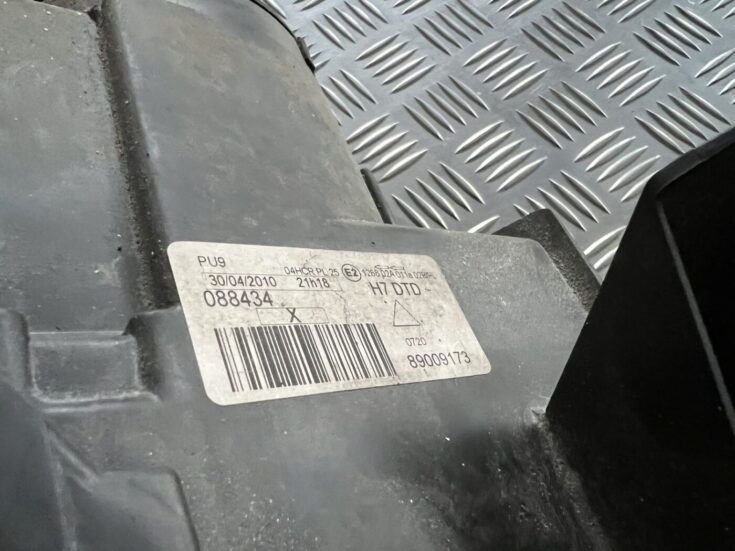 PU9
04HCR PL 25 E2
30/04/2010 21h18 H7 DTD
088434
X
0720
89009173